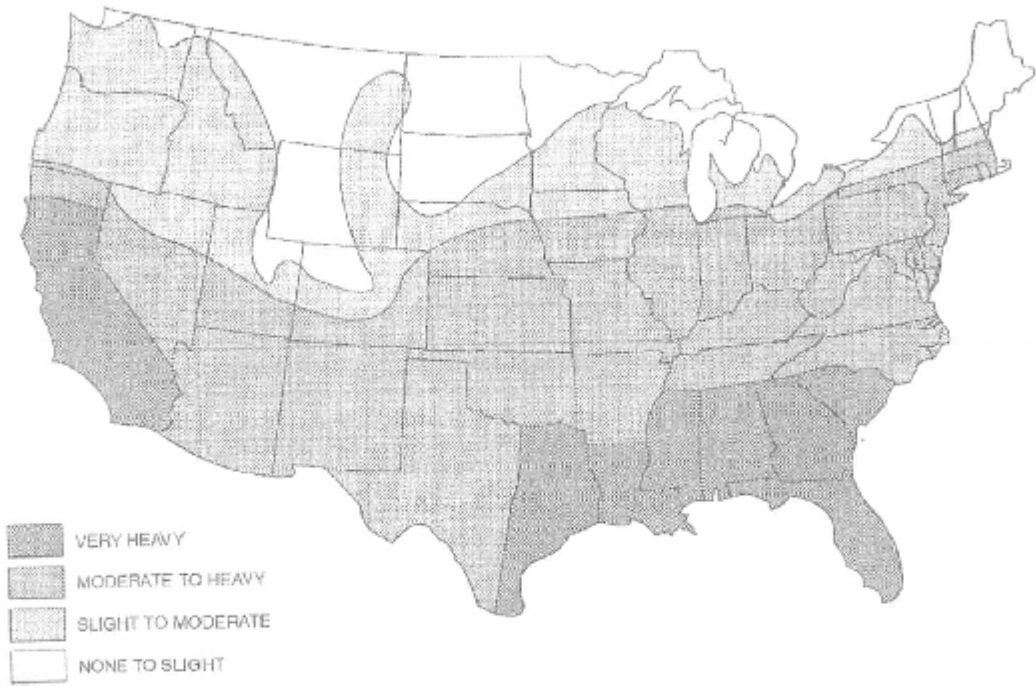 VERY HEAVY
MODERATE TO HEAVY
SLIGHT TO MODERATE
NONE TO SLIGHT